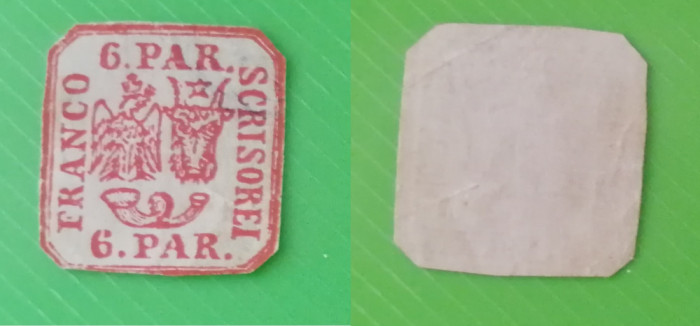 6. PAR.
FRANCO
SCRISOREI
6. PAR.